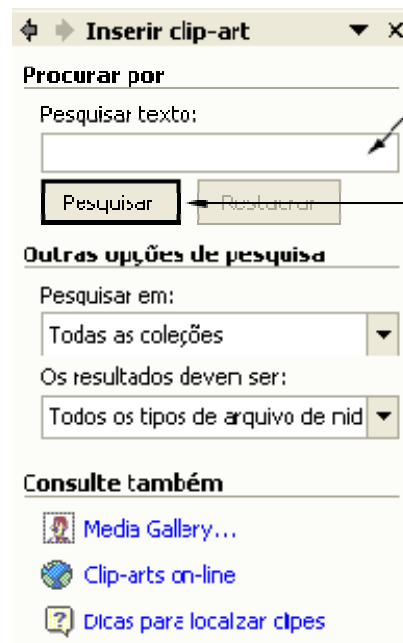 Inserir clip-art
Procurar por
Pesquisar texto:
Pesquisar
Restaurar
Outras opções de pesquisa
Pesquisar em:
Todas as coleções
Os resultados deven ser:
Todos os tipos de arquivo de mid
Consulte também
Media Gallery...
Clip-arts on-line
Dicas para localzar clipes